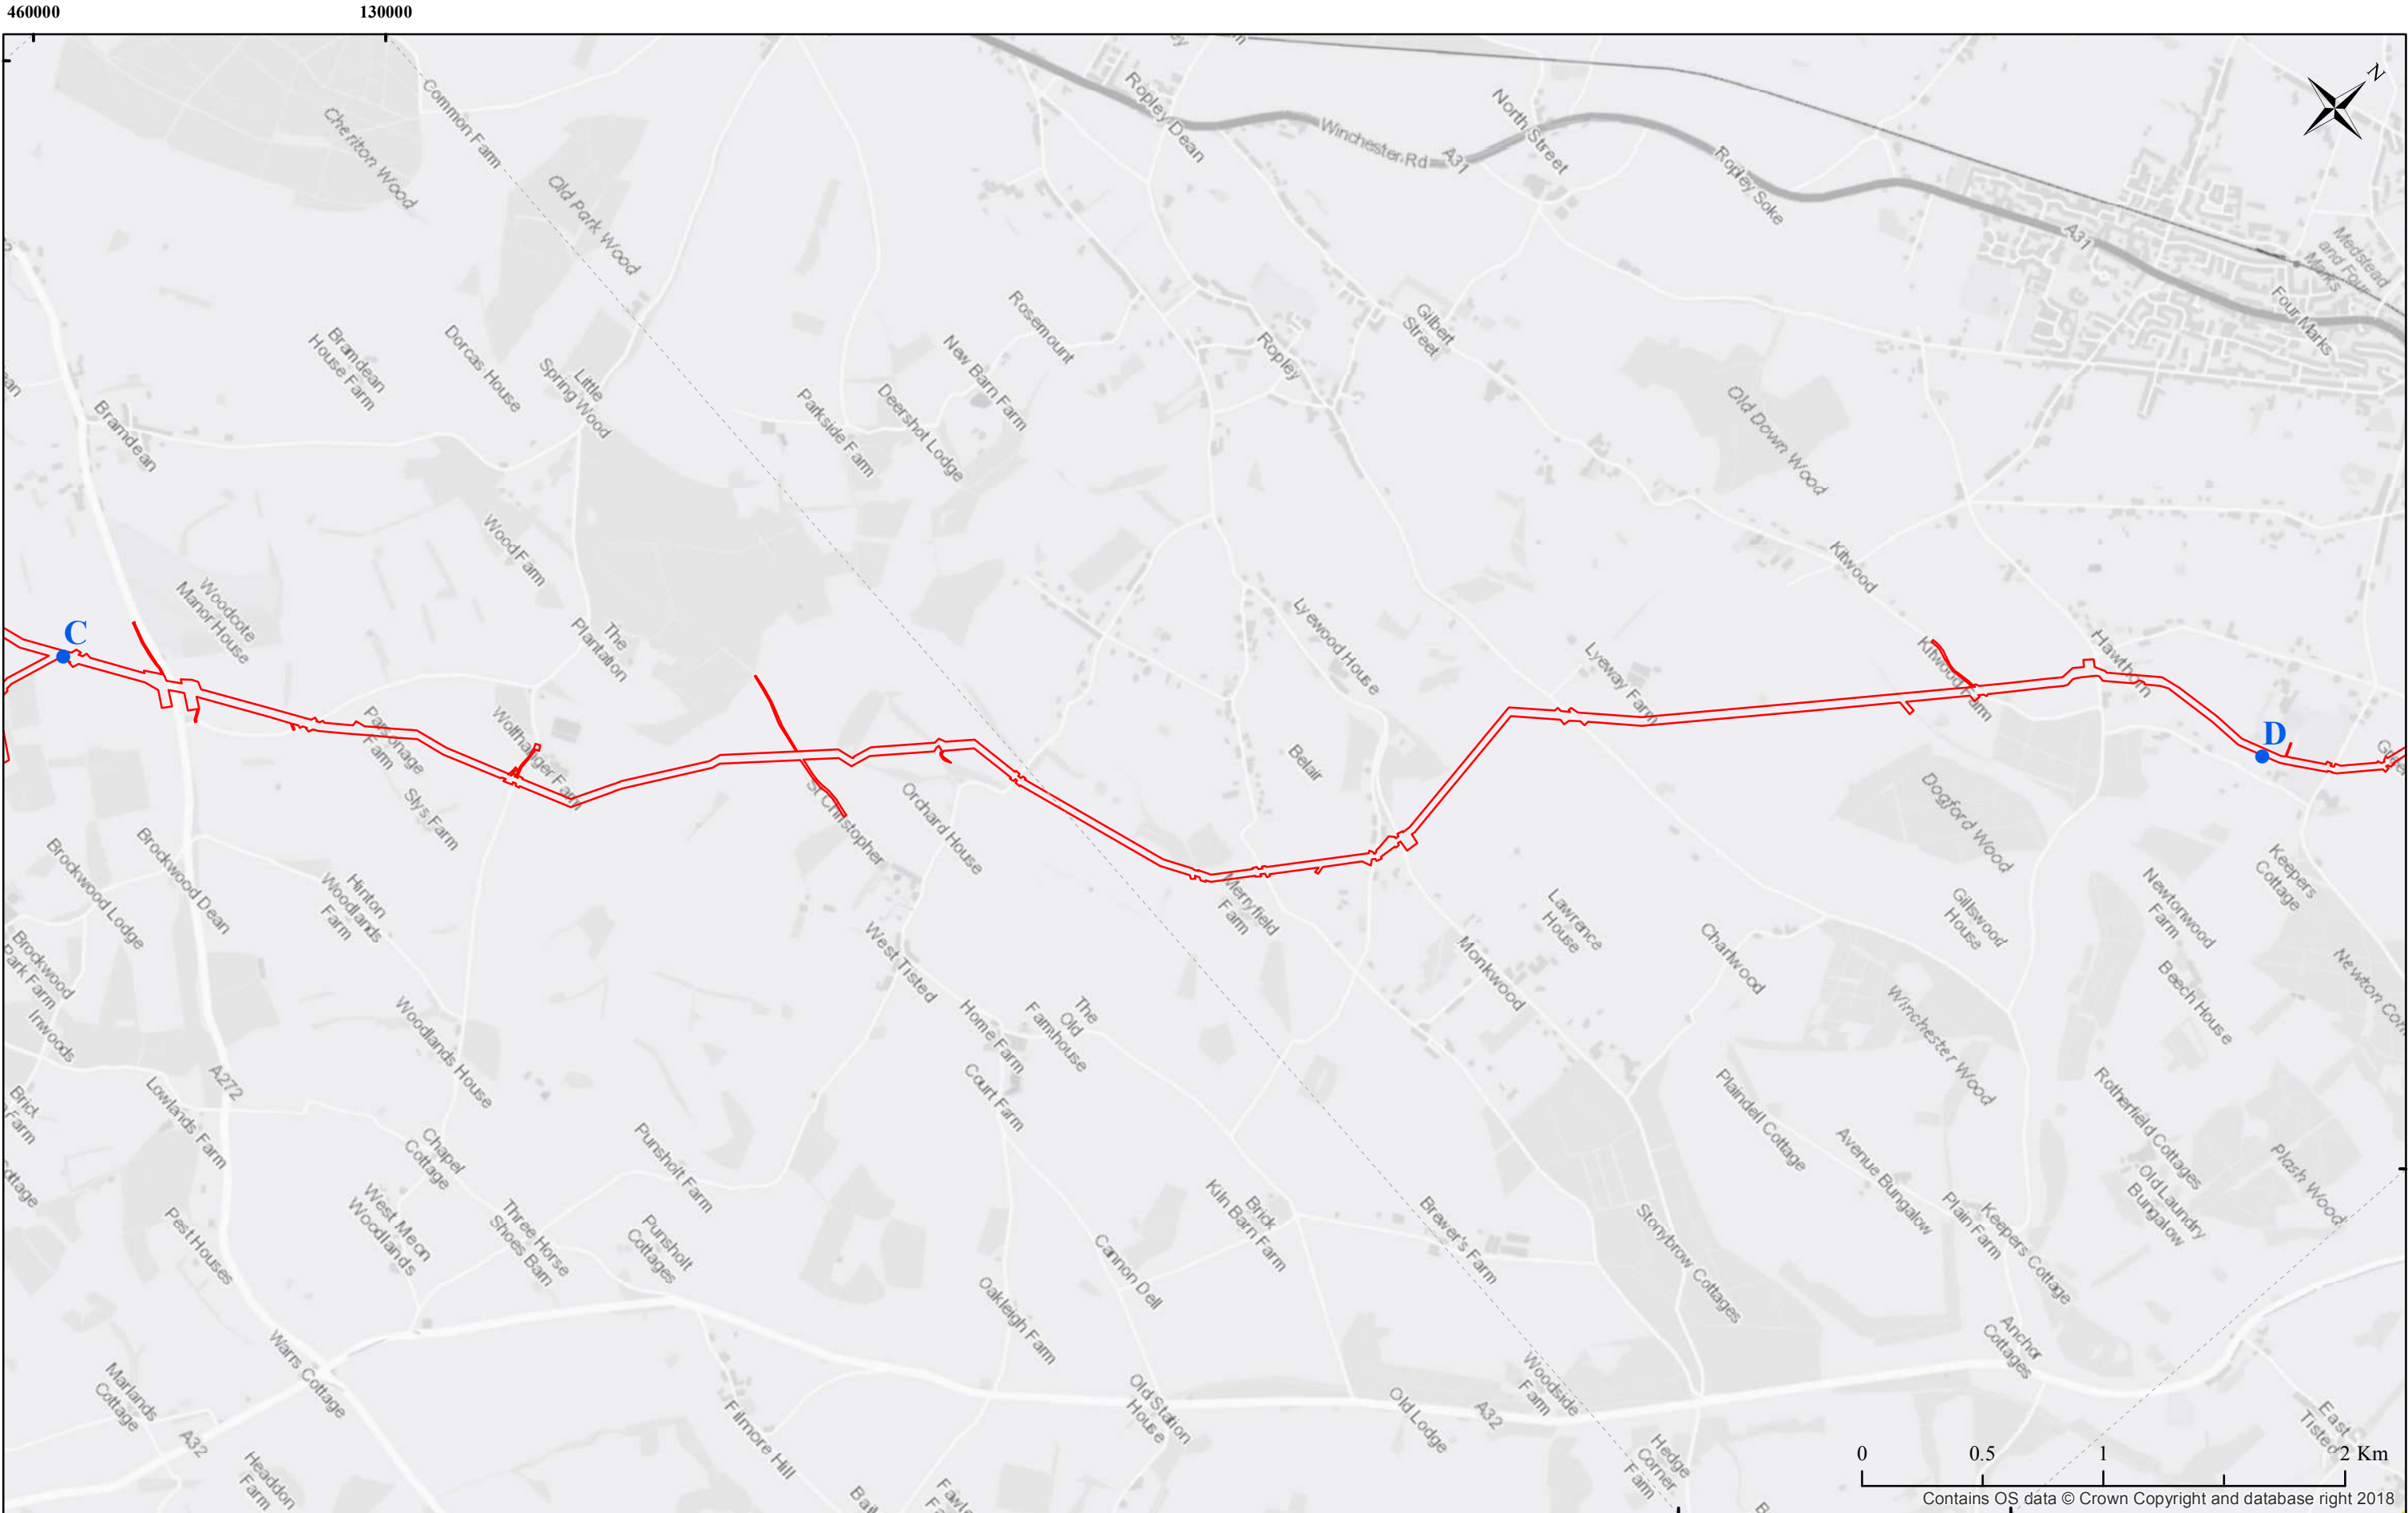 460000
130000
N
Common Farm
Cheriton Wood
Old Park Wood
Ropley Dean
Winchester Rd
A31
North Street
Ropley Soke
A31
Medstead
and Four
Marks
Four Marks
Bramdean
House Farm
Dorcas House
Little
Spring Wood
Rosemount
New Barn Farm
Deershot Lodge
Parkside Farm
Ropley
Gilbert
Street
Old Down Wood
Bramdean
Wood Farm
Woodcote
Manor House
The
Plantation
Lyewood House
Kitwood
Kitwood Farm
Hawthorn
Lyeway Farm
C
D
Parsonage
Farm
Slys Farm
Wolfhanger Farm
St Christopher
Orchard House
Belair
Merryfield
Farm
Dogford Wood
Keepers
Cottage
Brockwood Lodge
Brockwood Dean
Hinton
Woodlands
Farm
West Tisted
Monkwood
Lawrence
House
Charlwood
Gillswood
House
Newtonwood
Farm
Beech House
Newton Com
Brockwood
Park Farm
Inwoods
Woodlands House
Home Farm
The
Old
Farmhouse
Court Farm
Winchester Wood
A272
Lowlands Farm
Brick
Farm
Chapel
Cottage
Punsholt Farm
Plaindell Cottage
Rotherfield Cottages
Old Laundry
Bungalow
Plash Wood
Avenue Bungalow
Plain Farm
Keepers Cottage
West Meon
Woodlands
Three Horse
Shoes Barn
Punsholt
Cottages
Pest Houses
Brick
Kiln Barn Farm
Cannon Dell
Brewer's Farm
Stonybrow Cottages
Oakleigh Farm
Anchor
Cottages
Warrs Cottage
Marlands
Cottage
A32
Headon
Farm
Filmore Hill
Old Station
House
Old Lodge
A32
Woodside
Farm
Hedge
Corner
Farm
East
Tisted
0 0.5 1 2 Km
Contains OS data © Crown Copyright and database right 2018